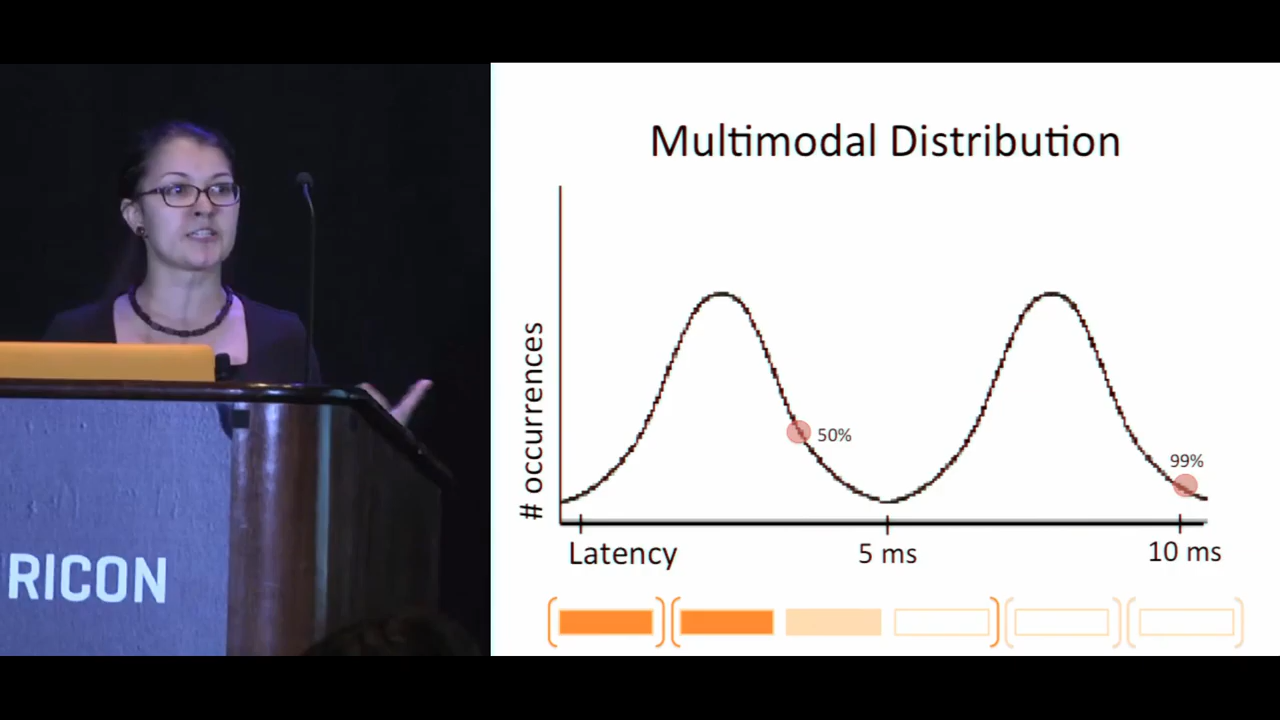 Multimodal Distribution
# occurrences
50%
99%
Latency
5 ms
10 ms
RICON